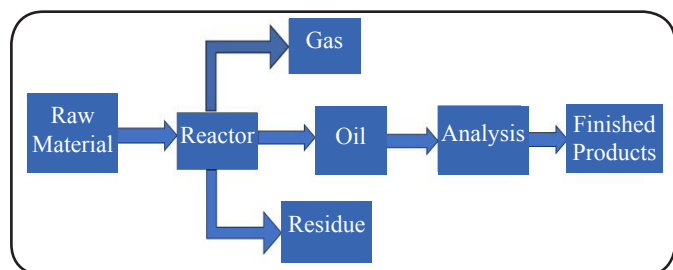 Gas
Raw
Material
Reactor
Oil
Analysis
Finished
Products
Residue